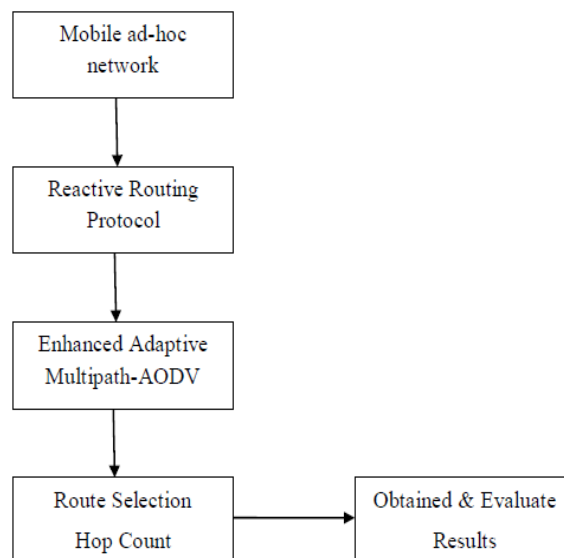 Mobile ad-hoc
network
Reactive Routing
Protocol
Enhanced Adaptive
Multipath-AODV
Route Selection
Hop Count
Obtained & Evaluate
Results